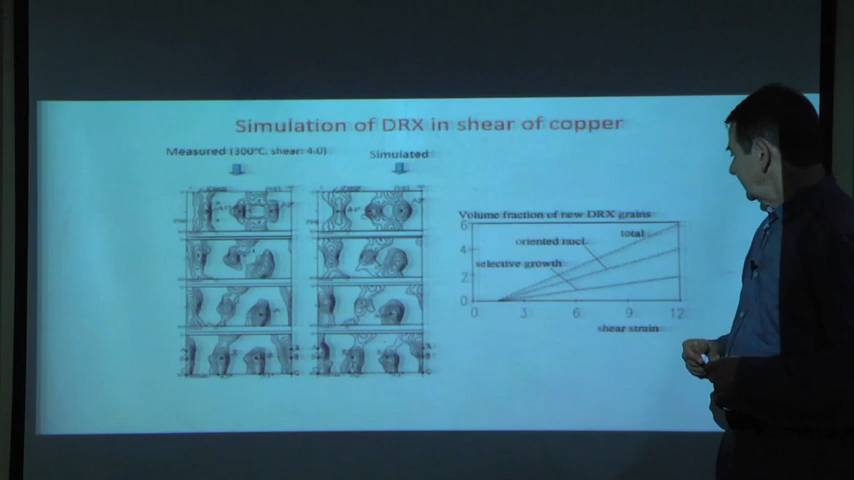 Simulation of DRX in shear of copper
Measured (300°C, shear: 4.0)
Simulated
Volume fraction of new DRX grains
6
4
2
0
total
oriented nucl.
selective growth
0 3 6 9 12
shear strain